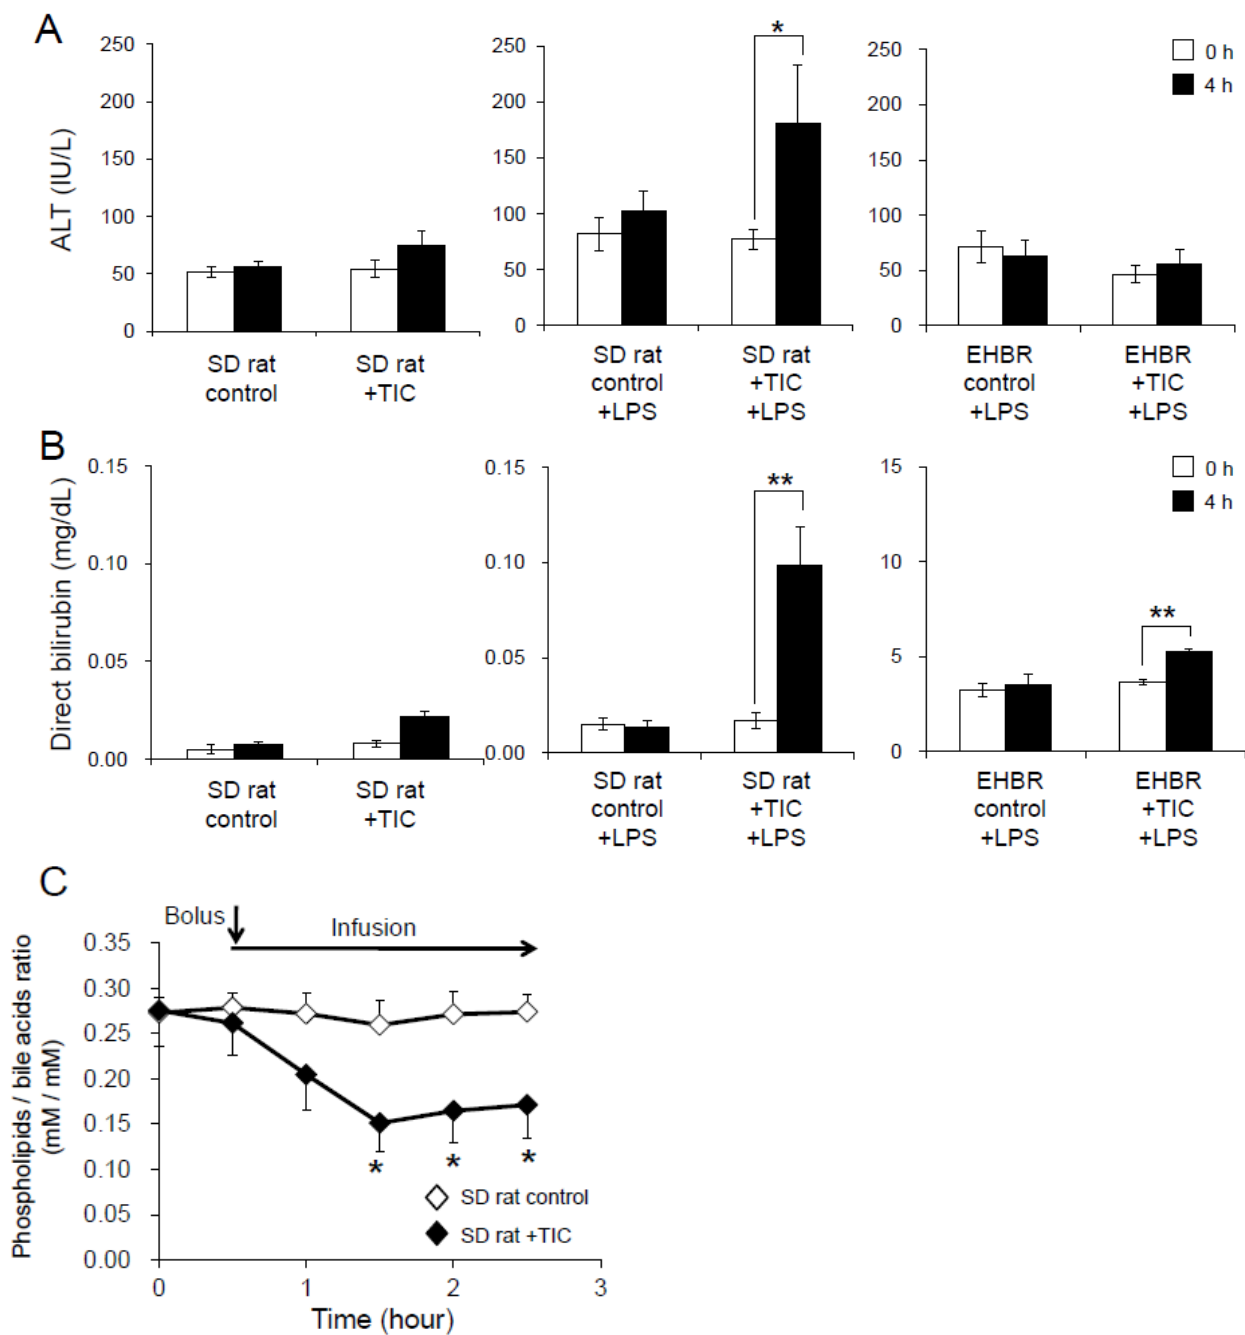 A
ALT (IU/L)
250
200
150
100
50
0
SD rat
control
SD rat
+TIC
250
200
150
100
50
0
*
SD rat
control
+LPS
SD rat
+TIC
+LPS
250
200
150
100
50
0
0 h
4 h
EHBR
control
+LPS
EHBR
+TIC
+LPS
B
Direct bilirubin (mg/dL)
0.15
0.10
0.05
0.00
SD rat
control
SD rat
+TIC
0.15
0.10
0.05
0.00
**
SD rat
control
+LPS
SD rat
+TIC
+LPS
15
10
5
0
**
0 h
4 h
EHBR
control
+LPS
EHBR
+TIC
+LPS
C
Phospholipids / bile acids ratio
(mM / mM)
Bolus
Infusion
0.35
0.30
0.25
0.20
0.15
0.10
0.05
0.00
* * *
SD rat control
SD rat +TIC
0 1 2 3
Time (hour)